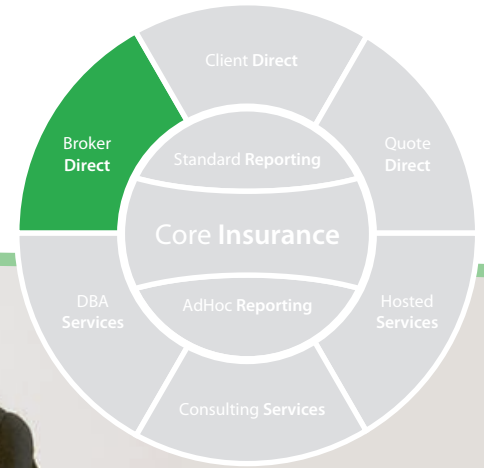 Client Direct
Broker
Direct
Quote
Direct
Standard Reporting
Core Insurance
AdHoc Reporting
DBA
Services
Hosted
Services
Consulting Services